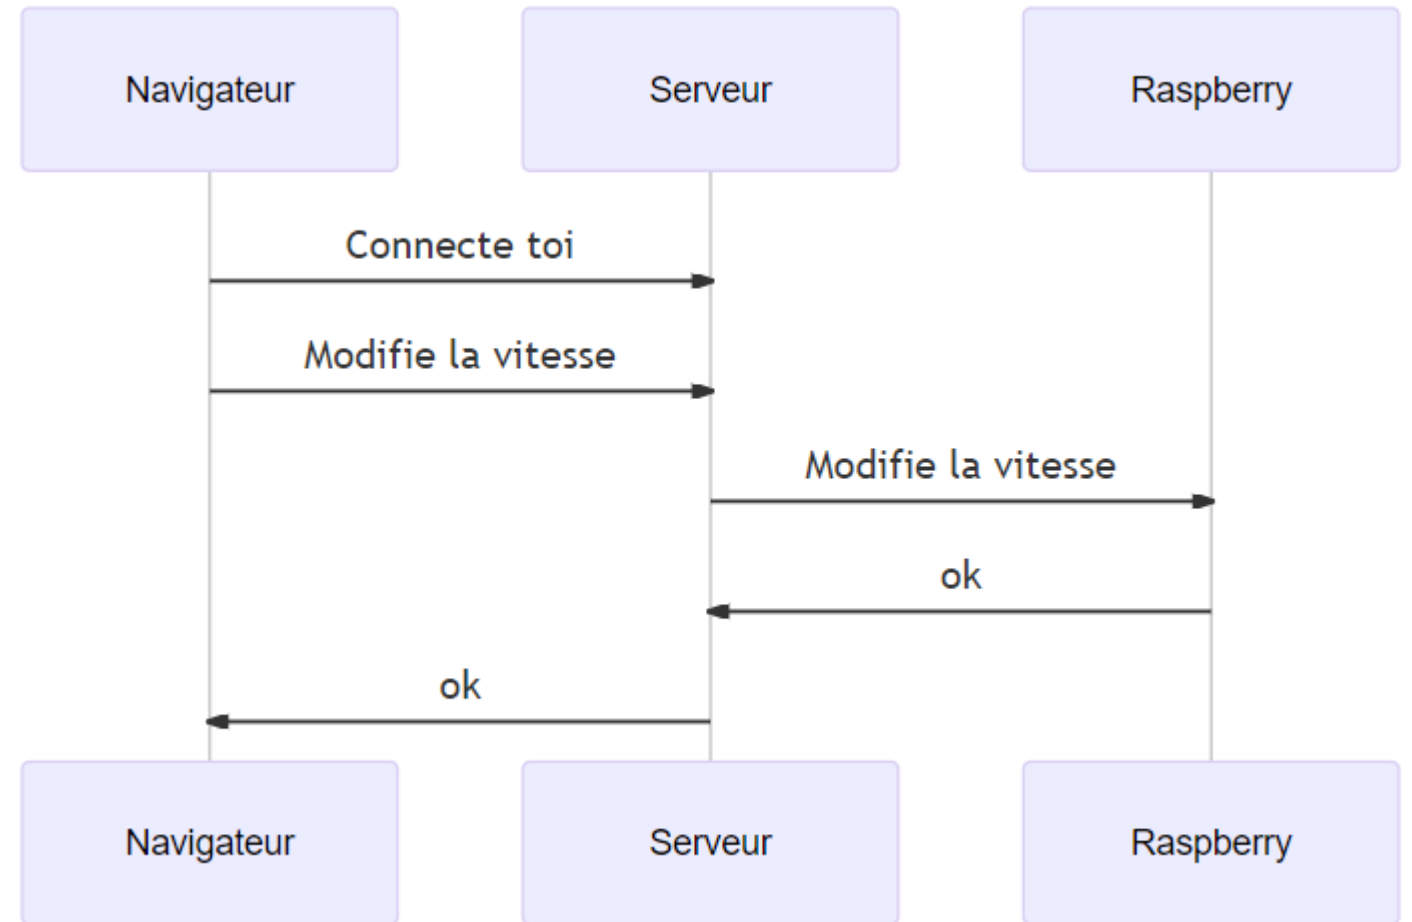 Navigateur
Serveur
Raspberry
Connecte toi
Modifie la vitesse
Modifie la vitesse
ok
ok
Navigateur
Serveur
Raspberry